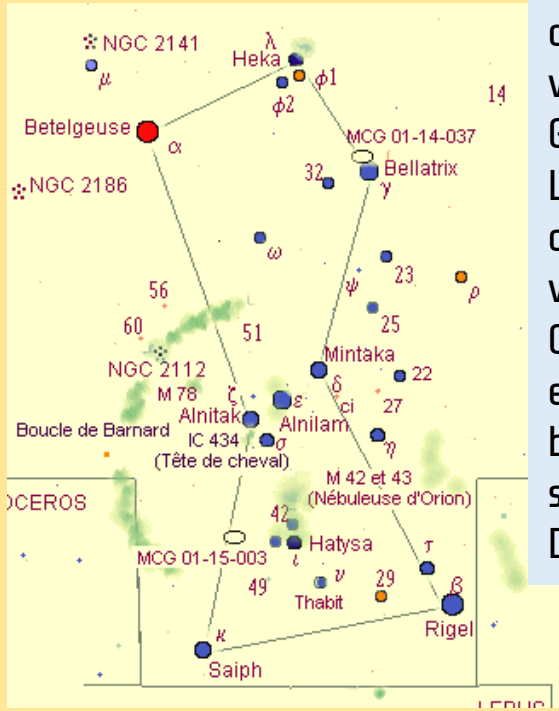 NGC 2141
λ
Heka
μ
φ1
φ2
14
Betelgeuse
α
MCG 01-14-037
Bellatrix
32
γ
NGC 2186
ω
23
ψ
ρ
56
25
60
51
Mintaka
NGC 2112
δ
22
M 78
ζ
ε
ci
27
Alnitak
Alnilam
Boucle de Barnard
IC 434
σ
η
(Tête de cheval)
M 42 et 43
(Nébuleuse d'Orion)
OCEROS
42
Hatysa
ι
MCG 01-15-003
τ
49
ν
29
β
Thabit
Rigel
κ
Saiph